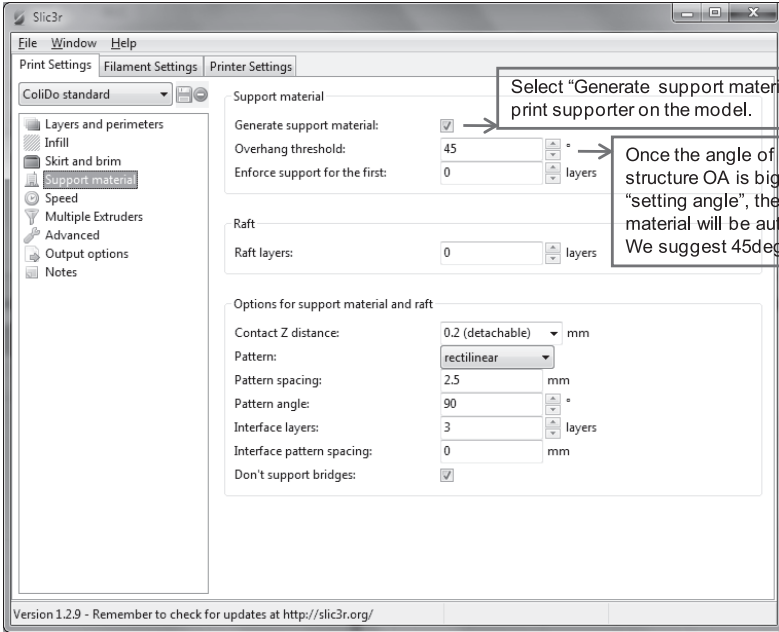 Slic3r
File Window Help
Print Settings Filament Settings Printer Settings
ColiDo standard
Layers and perimeters
Infill
Skirt and brim
Support material
Speed
Multiple Extruders
Advanced
Output options
Notes
Support material
Generate support material:
Overhang threshold: 45 °
Enforce support for the first: 0 layers
Select “Generate support materi
print supporter on the model.
Once the angle of
structure OA is big
“setting angle”, the
material will be aut
We suggest 45deg
Raft
Raft layers: 0 layers
Options for support material and raft
Contact Z distance: 0.2 (detachable) mm
Pattern: rectilinear
Pattern spacing: 2.5 mm
Pattern angle: 90 °
Interface layers: 3 layers
Interface pattern spacing: 0 mm
Don't support bridges:
Version 1.2.9 - Remember to check for updates at http://slic3r.org/